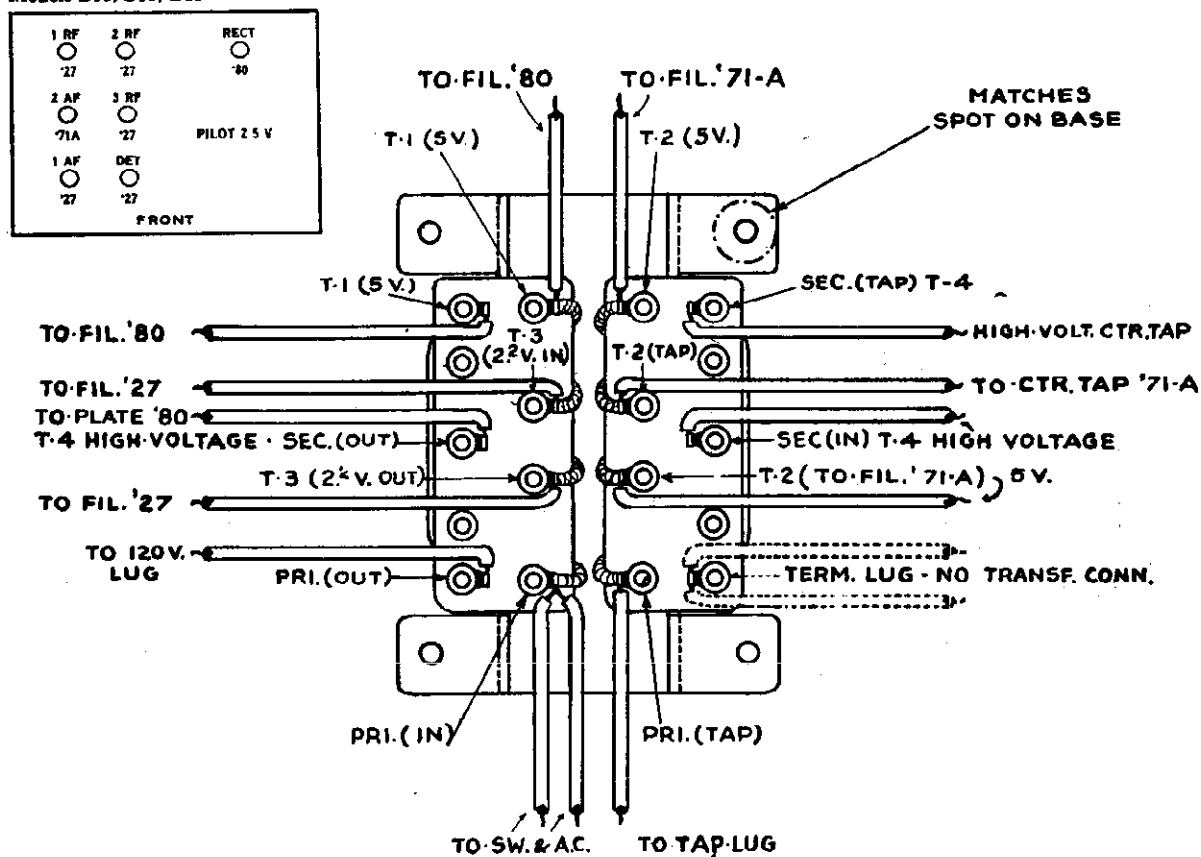 1 RF 2 RF RECT
'27 '27 '80
2 AF 3 RF
'71A '27 PILOT 2 5 V
1 AF DET
'27 '27
FRONT
TO·FIL.'80
TO·FIL.'71-A
MATCHES
SPOT ON BASE
T-1 (5V.)
T-2 (5V.)
T-1 (5V.)
SEC.(TAP) T-4
TO·FIL.'80
T-3
(2.2V. IN)
T-2(TAP)
HIGH-VOLT. CTR.TAP
TO·FIL.'27
TO-CTR.TAP '71-A
TO·PLATE '80
T-4 HIGH·VOLTAGE · SEC.(OUT)
SEC(IN) T-4 HIGH VOLTAGE
T-3 (2. V. OUT)
T-2 (TO·FIL.'71-A) 5V.
TO FIL.'27
TO 120V.
LUG
PRI.(OUT)
TERM. LUG - NO TRANSF. CONN.
PRI.(IN)
PRI.(TAP)
TO·SW.& A.C.
TO TAP·LUG